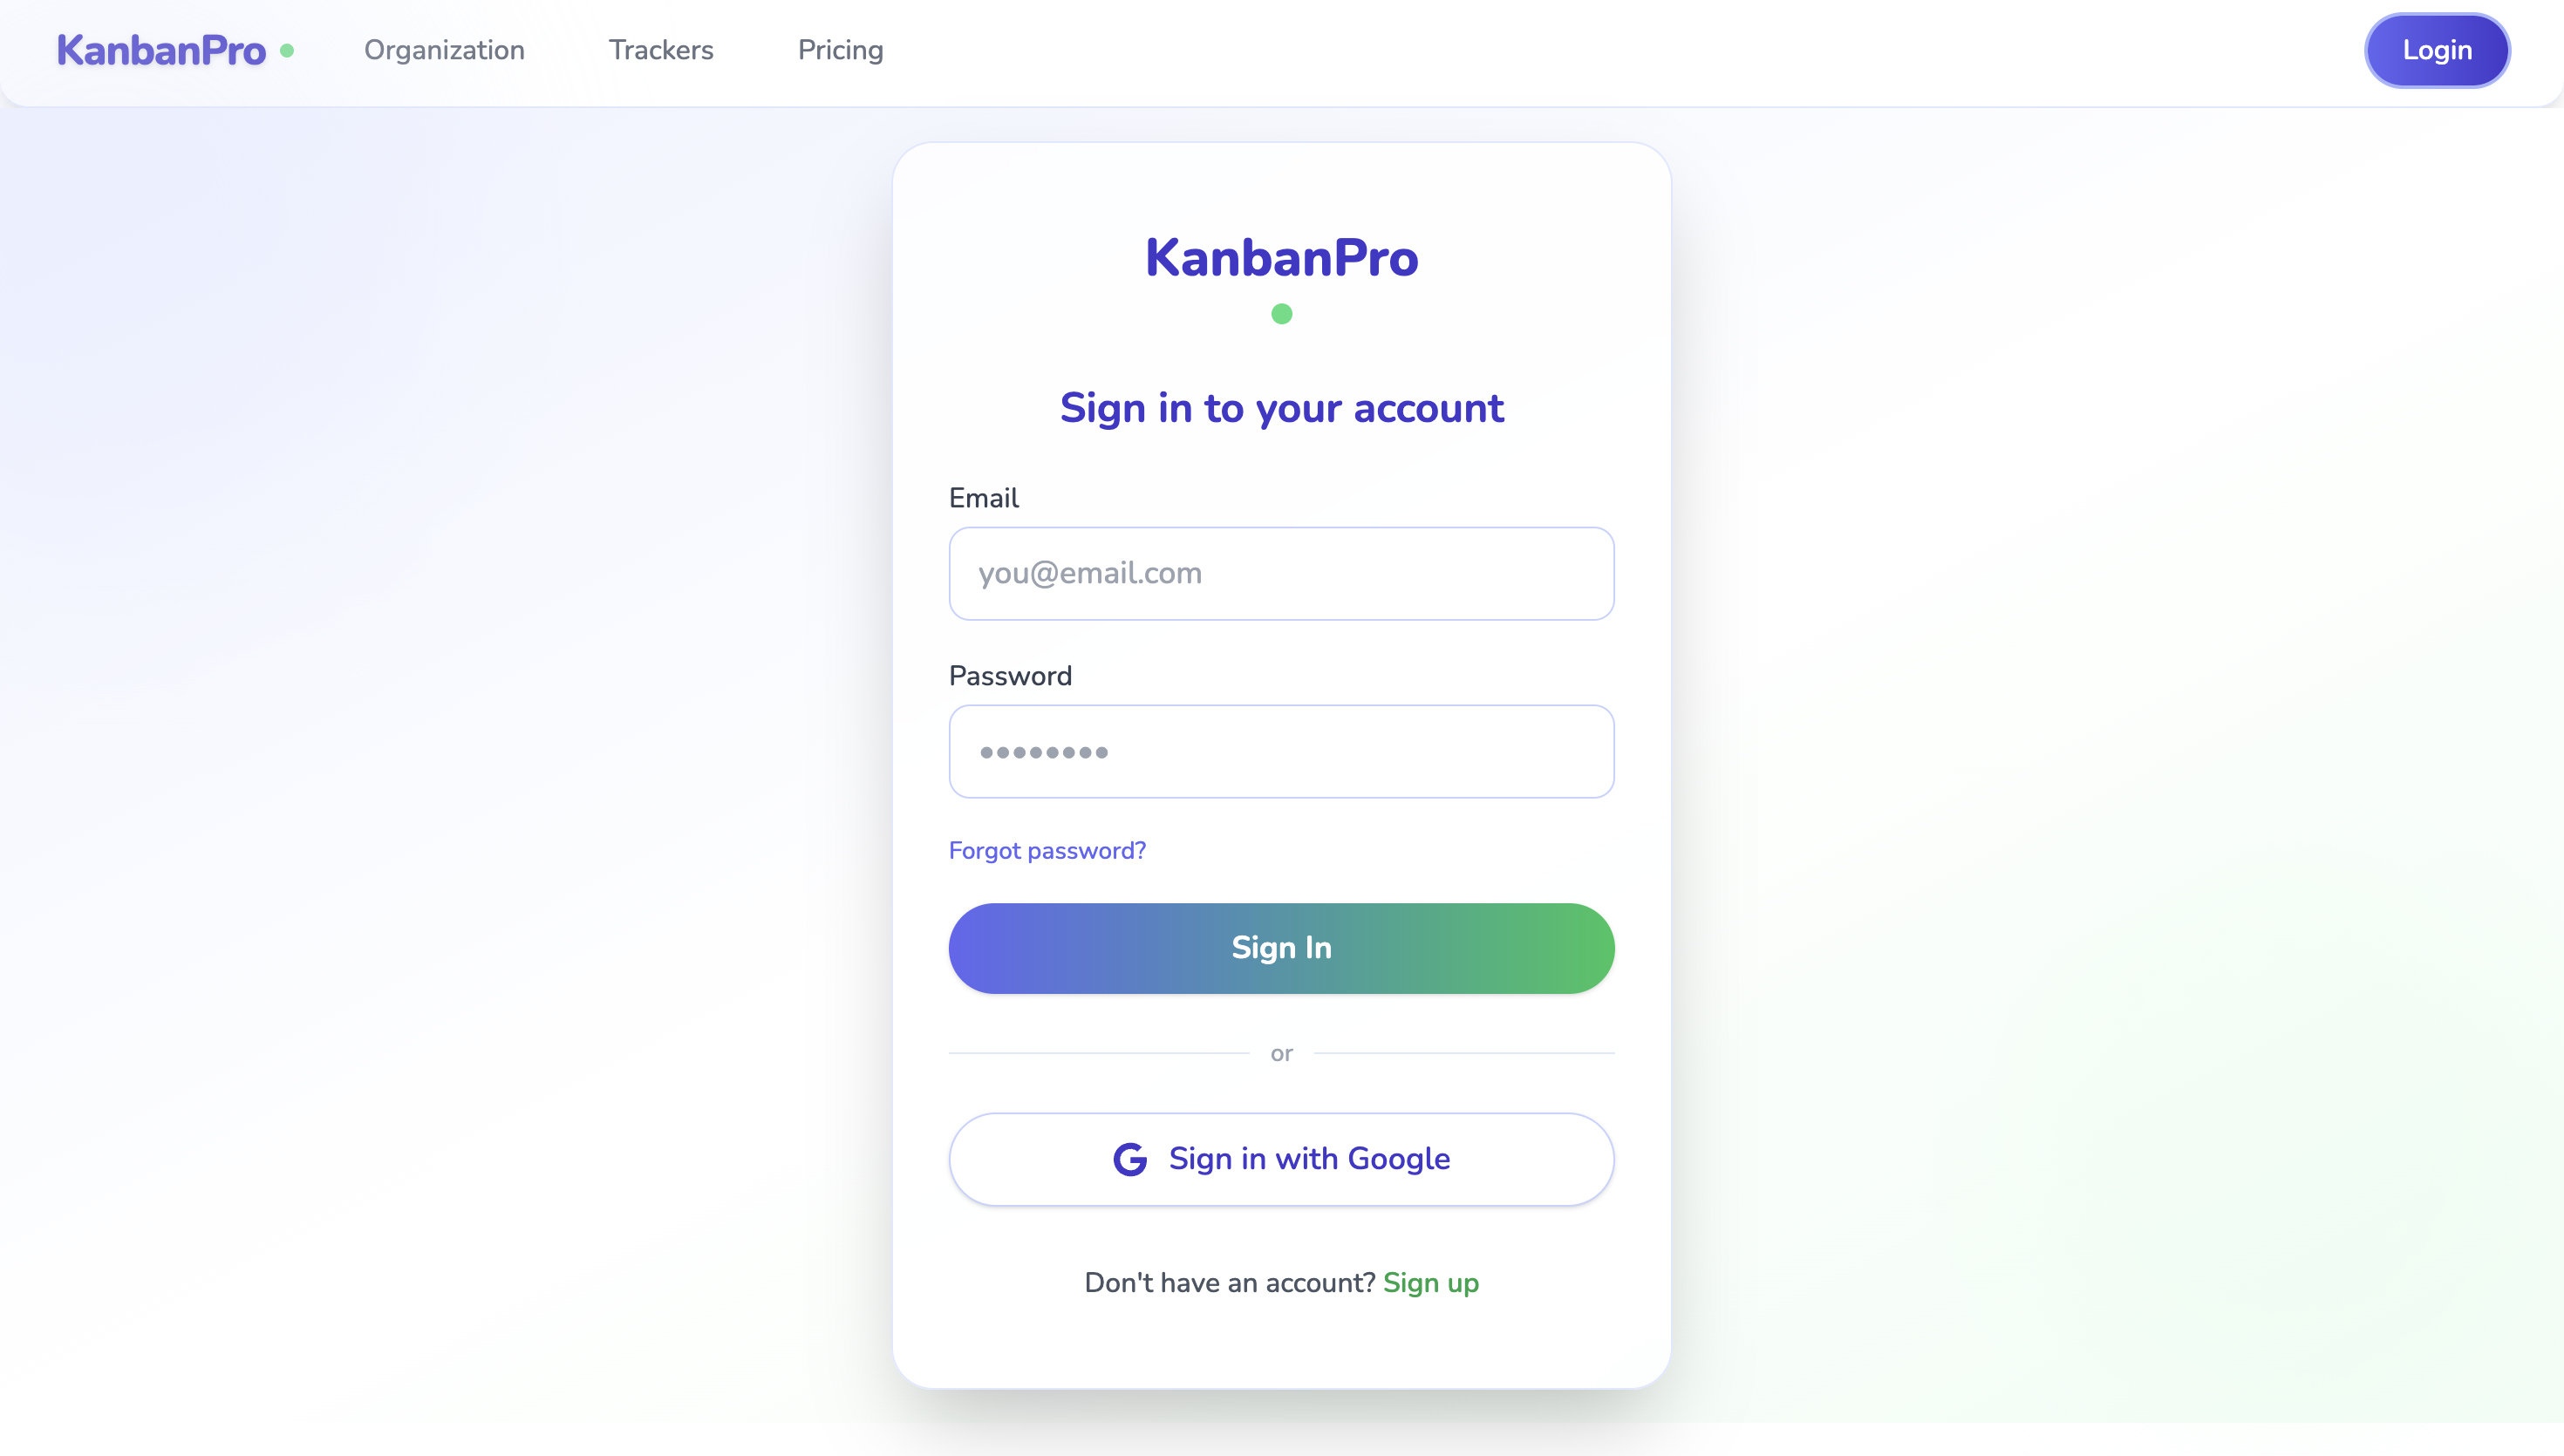 KanbanPro
Organization
Trackers
Pricing
Login
KanbanPro
Sign in to your account
Email
you@email.com
Password
••••••••
Forgot password?
Sign In
or
G Sign in with Google
Don't have an account? Sign up